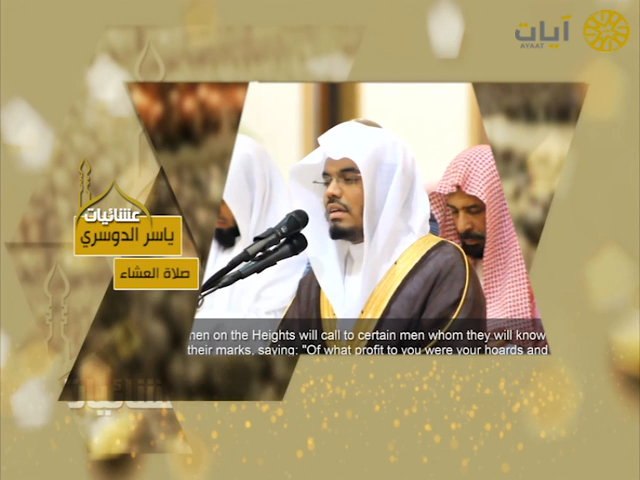 آيات
AYAAT
عشائيات
ياسر الدوسري
صلاة العشاء
men on the Heights will call to certain men whom they will know
their marks, saying: "Of what profit to you were your hoards and
عشائيات